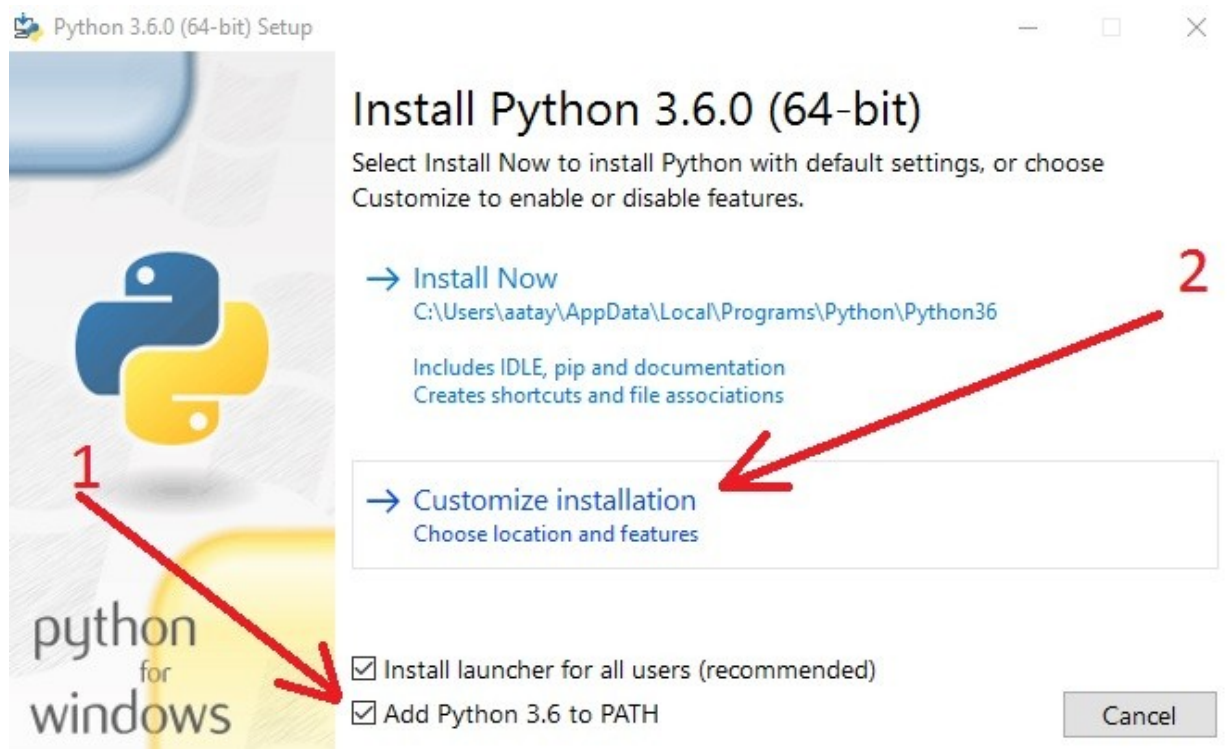 Python 3.6.0 (64-bit) Setup
Install Python 3.6.0 (64-bit)
Select Install Now to install Python with default settings, or choose
Customize to enable or disable features.
2
Install Now
C:\Users\aatay\AppData\Local\Programs\Python\Python36
Includes IDLE, pip and documentation
Creates shortcuts and file associations
1
Customize installation
Choose location and features
python
for
windows
Install launcher for all users (recommended)
Add Python 3.6 to PATH
Cancel